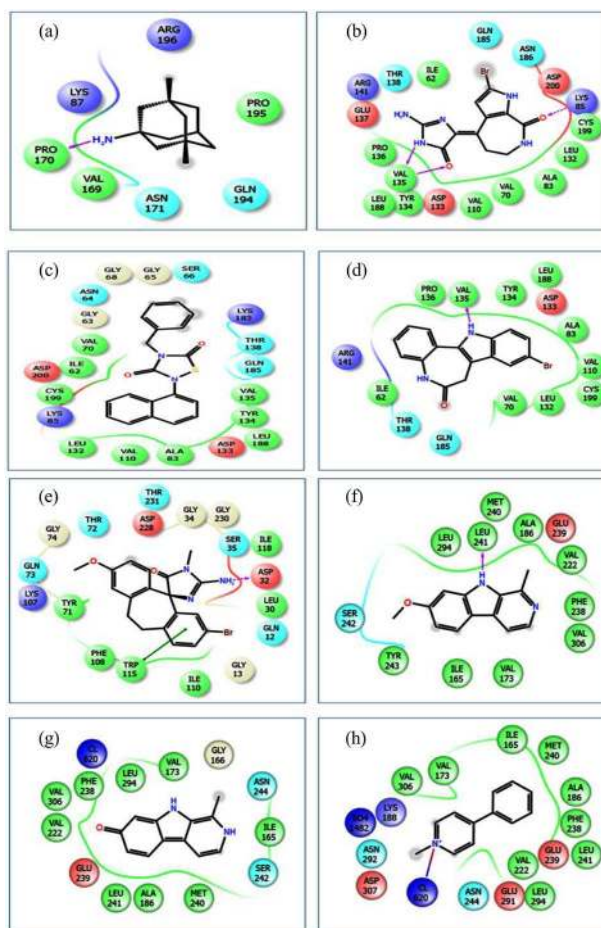 (a)
ARG 196
LYS 87
PRO 195
H₂N
PRO 170
VAL 169
ASN 171
GLN 194
(b)
GLN 185
ASN 186
ILE 62
THR 138
ARG 141
Br
NH
ASP 200
LYS 85
GLU 137
H₂N
N
O
CYS 199
PRO 136
HN
NH
LEU 132
VAL 135
O
ALA 83
LEU 188
TYR 134
ASP 133
VAL 110
VAL 70
(c)
GLY 68
GLY 65
SER 66
ASN 64
GLY 63
LYS 183
THR 138
VAL 70
N
O
GLN 185
ASP 200
ILE 62
O
N
S
CYS 199
VAL 135
LYS 85
TYR 134
LEU 132
VAL 110
ALA 83
ASP 133
LEU 188
(d)
LEU 188
PRO 136
VAL 135
TYR 134
ASP 133
H
N
ALA 83
ARG 141
Br
VAL 110
HN
CYS 199
ILE 62
O
VAL 70
LEU 132
THR 138
GLN 185
(e)
THR 231
THR 72
ASP 228
GLY 34
GLY 230
GLY 74
SER 35
ILE 118
O
N
GLN 73
O
NH₂
ASP 32
LYS 107
N
TYR 71
LEU 30
Br
GLN 12
PHE 108
TRP 115
GLY 13
ILE 110
(f)
MET 240
LEU 241
ALA 186
GLU 239
LEU 294
VAL 222
H
N
SER 242
O
N
PHE 238
VAL 306
TYR 243
ILE 165
VAL 173
(g)
CL 820
VAL 173
GLY 166
PHE 238
LEU 294
ASN 244
VAL 306
H
N
VAL 222
O
NH
ILE 165
GLU 239
SER 242
LEU 241
ALA 186
MET 240
(h)
ILE 165
MET 240
VAL 306
VAL 173
ALA 186
LYS 188
SO4 1482
PHE 238
ASN 292
N⁺
GLU 239
LEU 241
VAL 222
ASP 307
CL 820
ASN 244
GLU 291
LEU 294